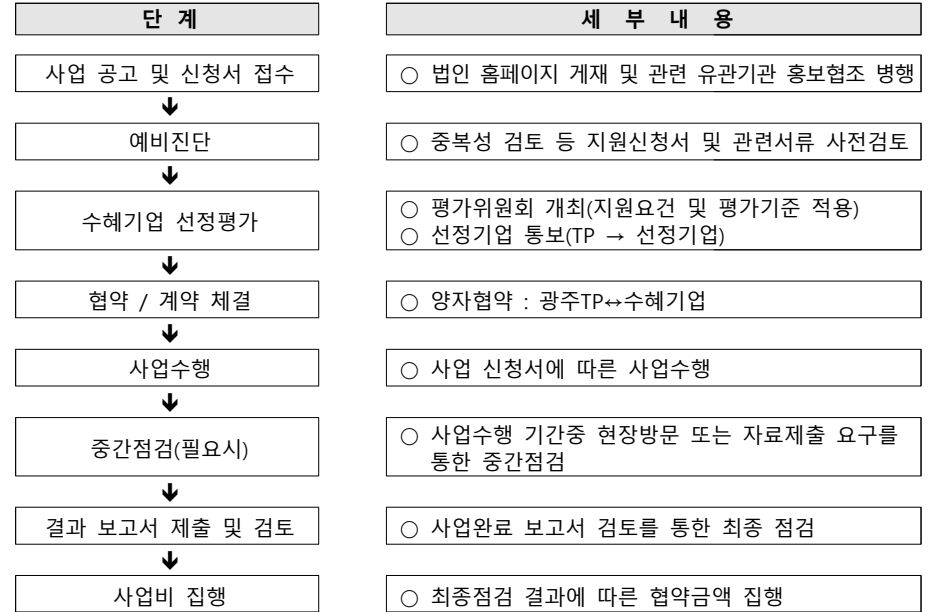 단 계
세 부 내 용
사업 공고 및 신청서 접수
○ 법인 홈페이지 게재 및 관련 유관기관 홍보협조 병행
예비진단
○ 중복성 검토 등 지원신청서 및 관련서류 사전검토
수혜기업 선정평가
○ 평가위원회 개최(지원요건 및 평가기준 적용)
○ 선정기업 통보(TP → 선정기업)
협약 / 계약 체결
○ 양자협약 : 광주TP↔수혜기업
사업수행
○ 사업 신청서에 따른 사업수행
중간점검(필요시)
○ 사업수행 기간중 현장방문 또는 자료제출 요구를
통한 중간점검
결과 보고서 제출 및 검토
○ 사업완료 보고서 검토를 통한 최종 점검
사업비 집행
○ 최종점검 결과에 따른 협약금액 집행